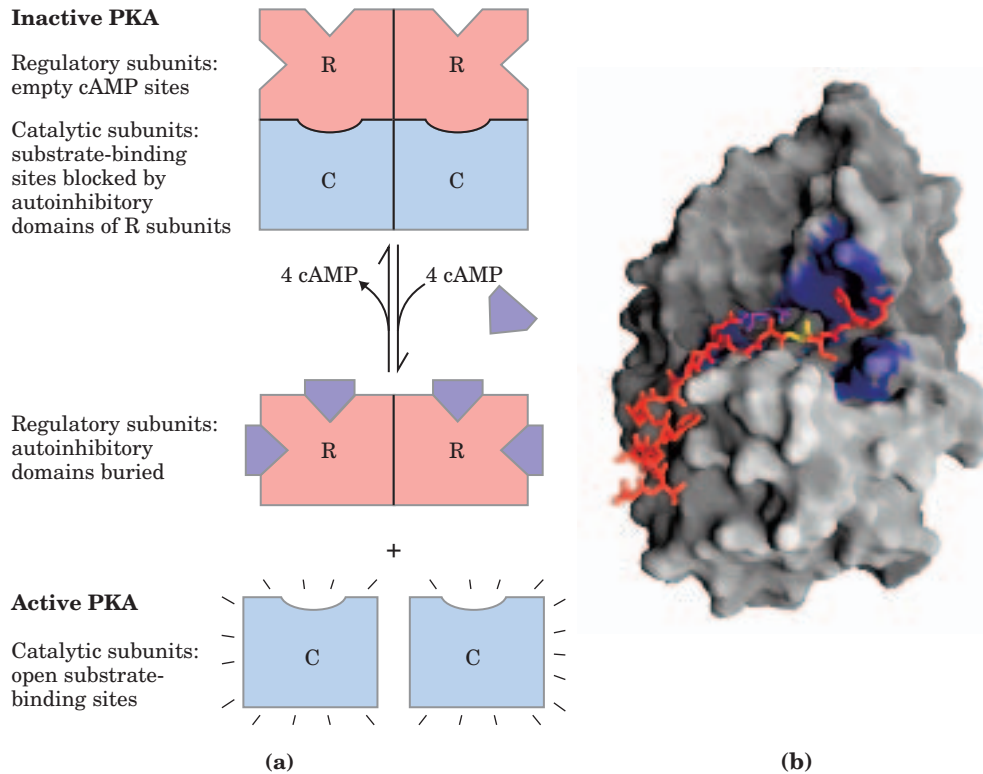 Inactive PKA
Regulatory subunits:
empty cAMP sites
R
R
Catalytic subunits:
substrate-binding
sites blocked by
autoinhibitory
domains of R subunits
C
C
4 cAMP
4 cAMP
Regulatory subunits:
autoinhibitory
domains buried
R
R
+
Active PKA
Catalytic subunits:
open substrate-
binding sites
C
C
(a)
(b)